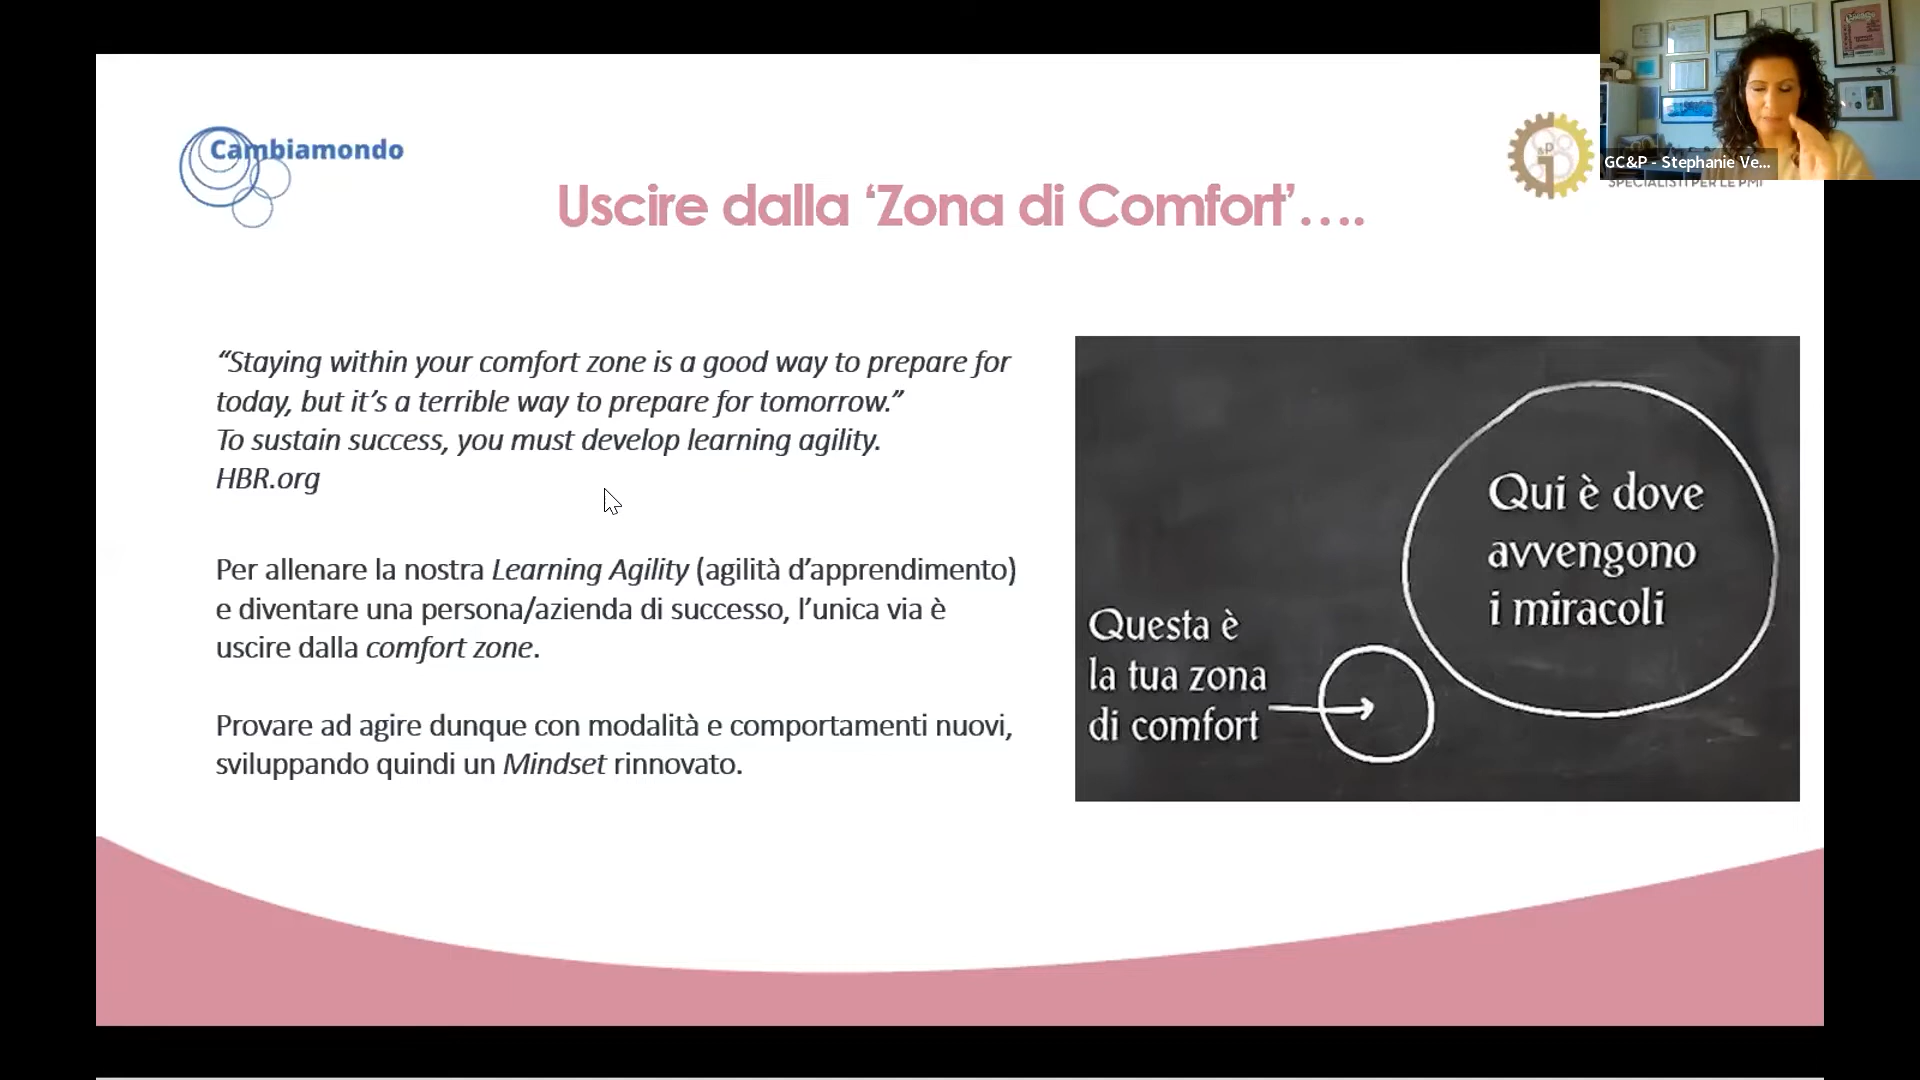 Cambiamondo
GC&P - Stephanie Ve...
SPECIALISTI PER LE PMI
Uscire dalla ‘Zona di Comfort’….
“Staying within your comfort zone is a good way to prepare for
today, but it’s a terrible way to prepare for tomorrow.”
To sustain success, you must develop learning agility.
HBR.org
Per allenare la nostra Learning Agility (agilità d’apprendimento)
e diventare una persona/azienda di successo, l’unica via è
uscire dalla comfort zone.
Provare ad agire dunque con modalità e comportamenti nuovi,
sviluppando quindi un Mindset rinnovato.
Qui è dove
avvengono
i miracoli
Questa è
la tua zona
di comfort